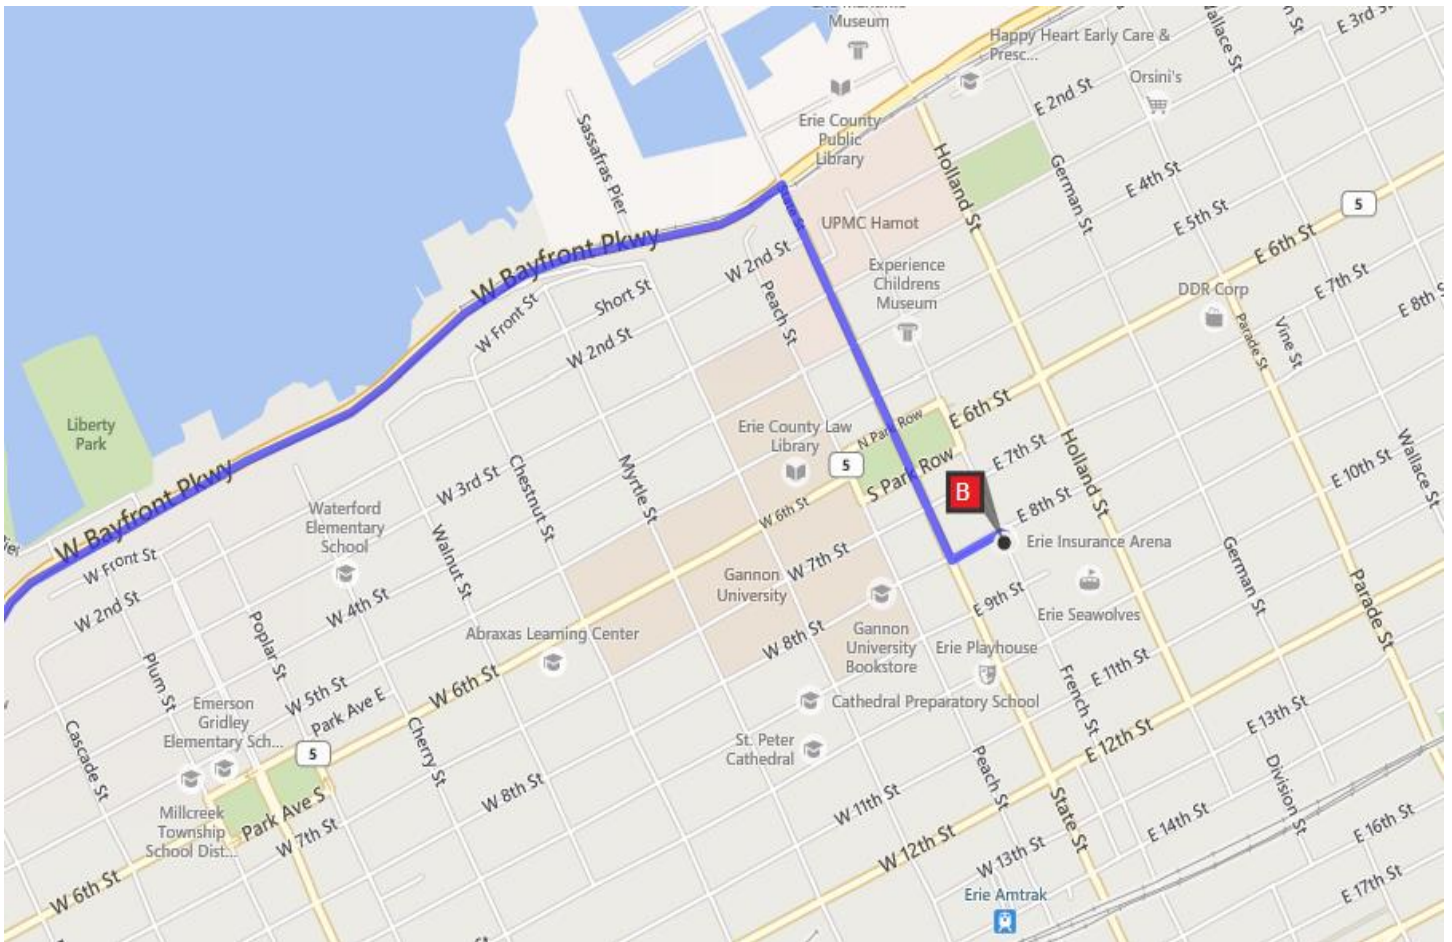 Museum
Happy Heart Early Care &
Presc...
E 3rd St
Wallace St
Orsini's
E 2nd St
Sassafras Pier
Erie County
Public
Library
Holland St
German St
E 4th St
5
State St
UPMC Hamot
E 5th St
E 6th St
W Bayfront Pkwy
W 2nd St
Experience
Childrens
Museum
E 7th St
DDR Corp
E 8th S
Short St
Peach St
W Front St
Parade St
Vine St
W 2nd St
Liberty
Park
Erie County Law
Library
N Park Row
E 6th St
5
S Park Row
E 7th St
Holland St
Wallace St
E 10th St
W Bayfront Pkwy
W 3rd St
Chestnut St
Myrtle St
B
E 8th St
W 6th St
Waterford
Elementary
School
Erie Insurance Arena
W Front St
W 7th St
Gannon
University
Walnut St
German St
Parade St
E 9th St
Erie Seawolves
W 2nd St
W 4th St
Poplar St
Abraxas Learning Center
W 8th St
Gannon
University
Bookstore
Erie Playhouse
E 11th St
Plum St
W 5th St
W 6th St
French St
Cathedral Preparatory School
Emerson
Gridley
Elementary Sch...
Park Ave E
5
Cascade St
Cherry St
St. Peter
Cathedral
E 12th St
E 13th St
Peach St
Division St
W 8th St
W 11th St
State St
E 14th St
E 16th St
Millcreek
Township
School Dist...
Park Ave S
W 7th St
W 12th St
W 13th St
W 6th St
Erie Amtrak
E 17th St